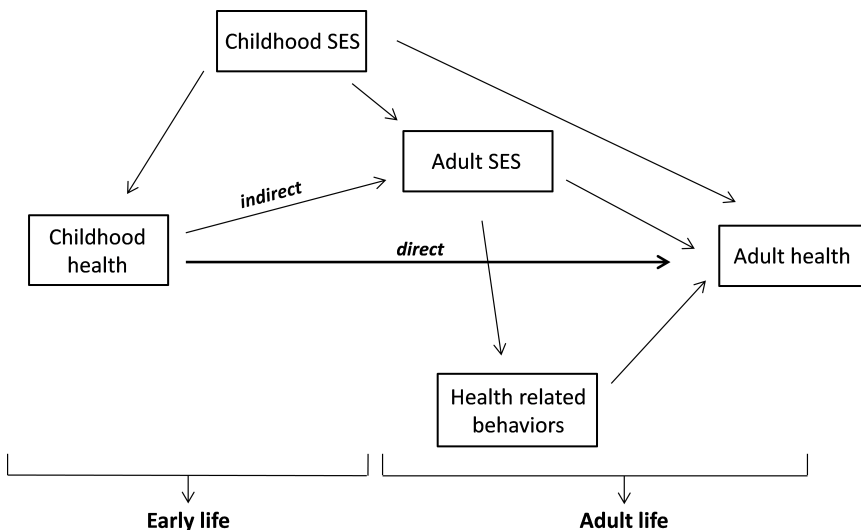 Childhood SES
Adult SES
indirect
Childhood
health
direct
Adult health
Health related
behaviors
Early life
Adult life